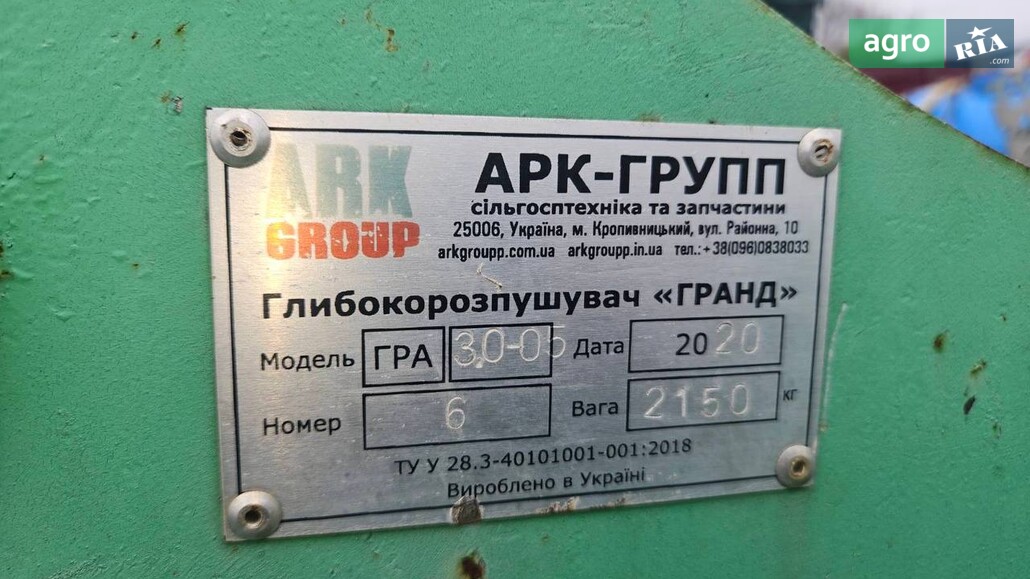 agro RIA.com
ARK GROUP
АРК-ГРУПП
сільгосптехніка та запчастини
25006, Україна, м. Кропивницький, вул. Районна, 10
arkgroupp.com.ua arkgroupp.in.ua тел.: +38(096)0838033
Глибокорозпушувач «ГРАНД»
Модель ГРА 3,0-05 Дата 2020
Номер 6 Вага 2150 кг
ТУ У 28.3-40101001-001:2018
Вироблено в Україні